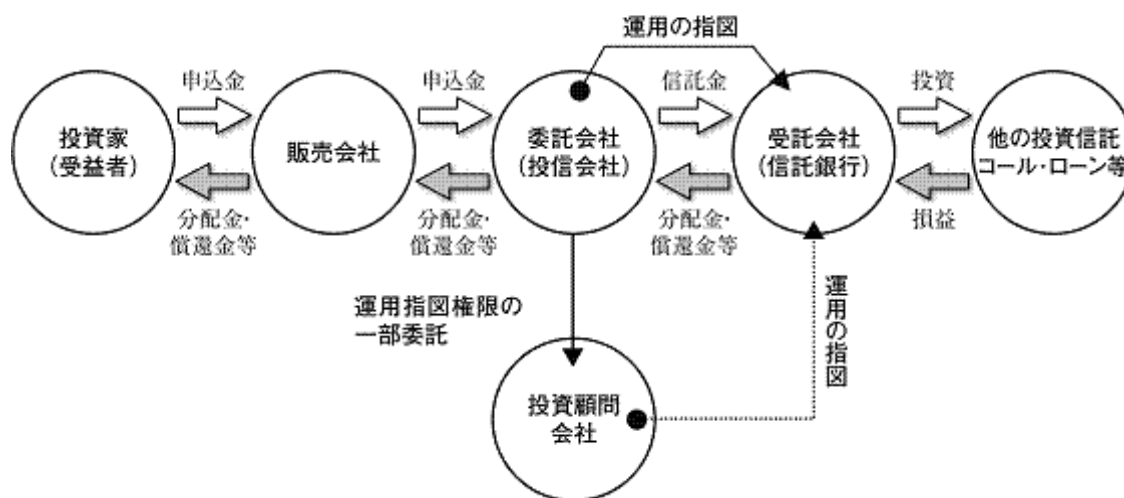 運用の指図
申込金
申込金
信託金
投資
投資家
（受益者）
販売会社
委託会社
（投信会社）
受託会社
（信託銀行）
他の投資信託
コール・ローン等
分配金・
償還金等
分配金・
償還金等
分配金・
償還金等
損益
運用指図権限の
一部委託
運用の指図
投資顧問
会社